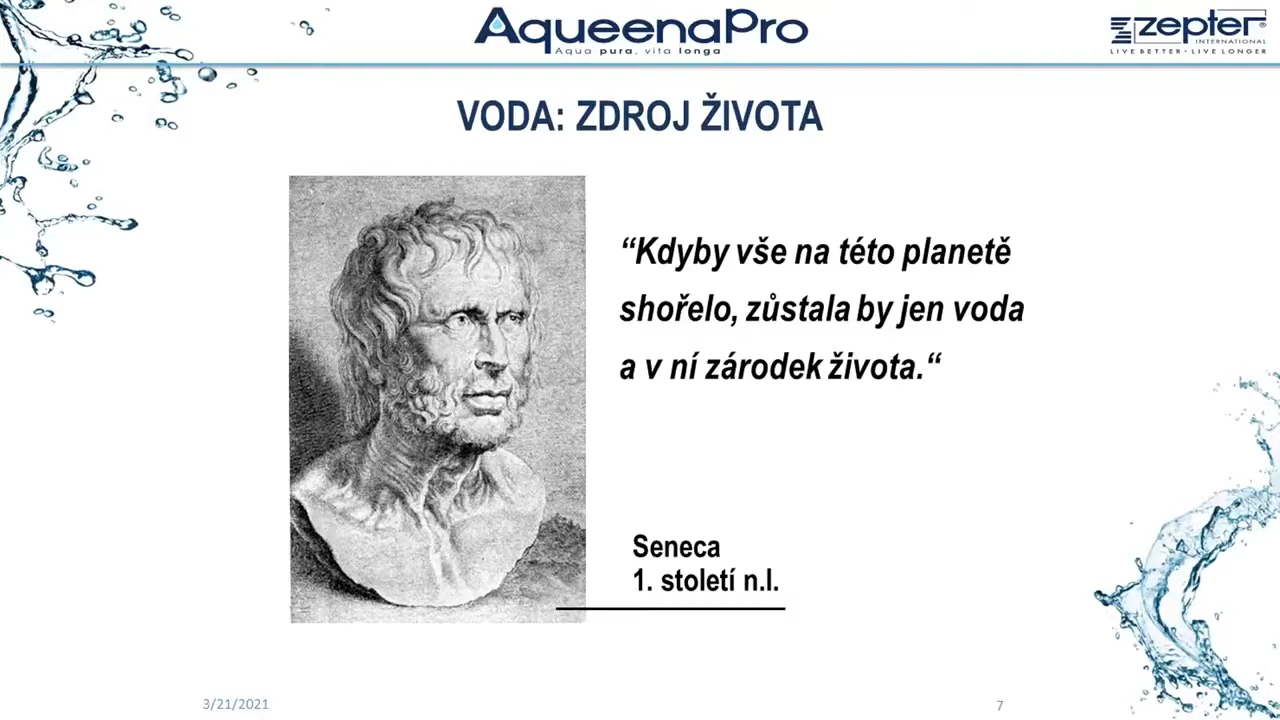 AqueenaPro
Aqua pura, vita longa
zepter
INTERNATIONAL
LIVE BETTER • LIVE LONGER
VODA: ZDROJ ŽIVOTA
“Kdyby vše na této planetě
shořelo, zůstala by jen voda
a v ní zárodek života.“
Seneca
1. století n.l.
3/21/2021
7